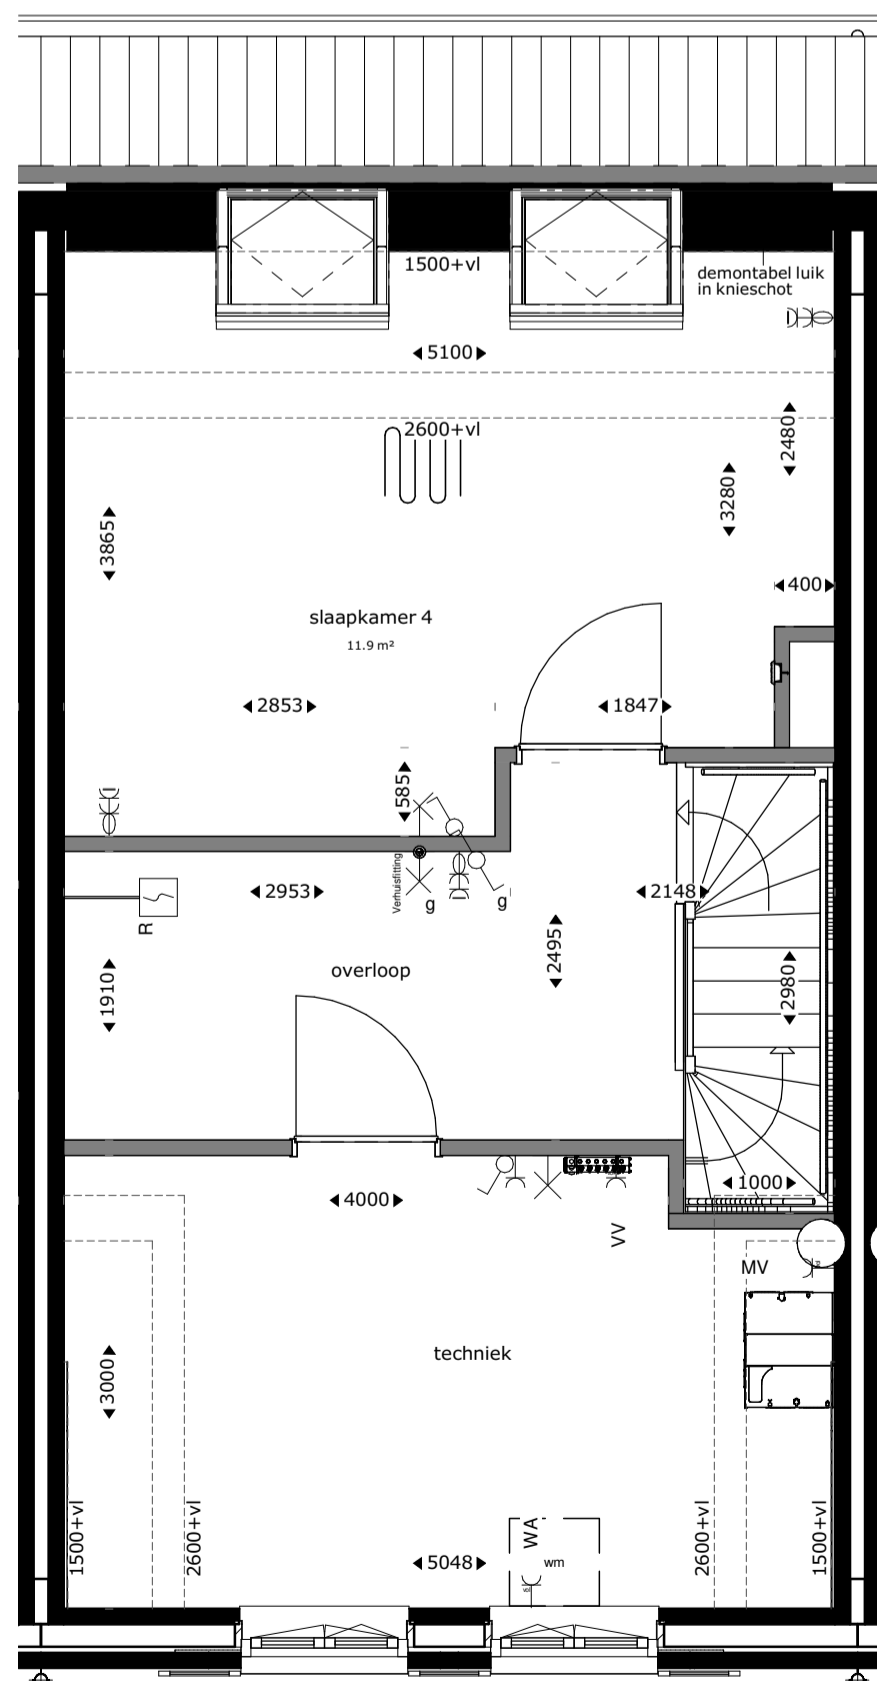 1500+vl
demontabel luik
in knieschot
5100
2480
2600+vl
3280
3865
400
slaapkamer 4
11.9 m²
2853
1847
585
Verhuisfitting
2953
g
g
2148
R
2495
overloop
1910
2980
4000
1000
VV
MV
techniek
3000
1500+vl
2600+vl
WA
2600+vl
1500+vl
5048
wm